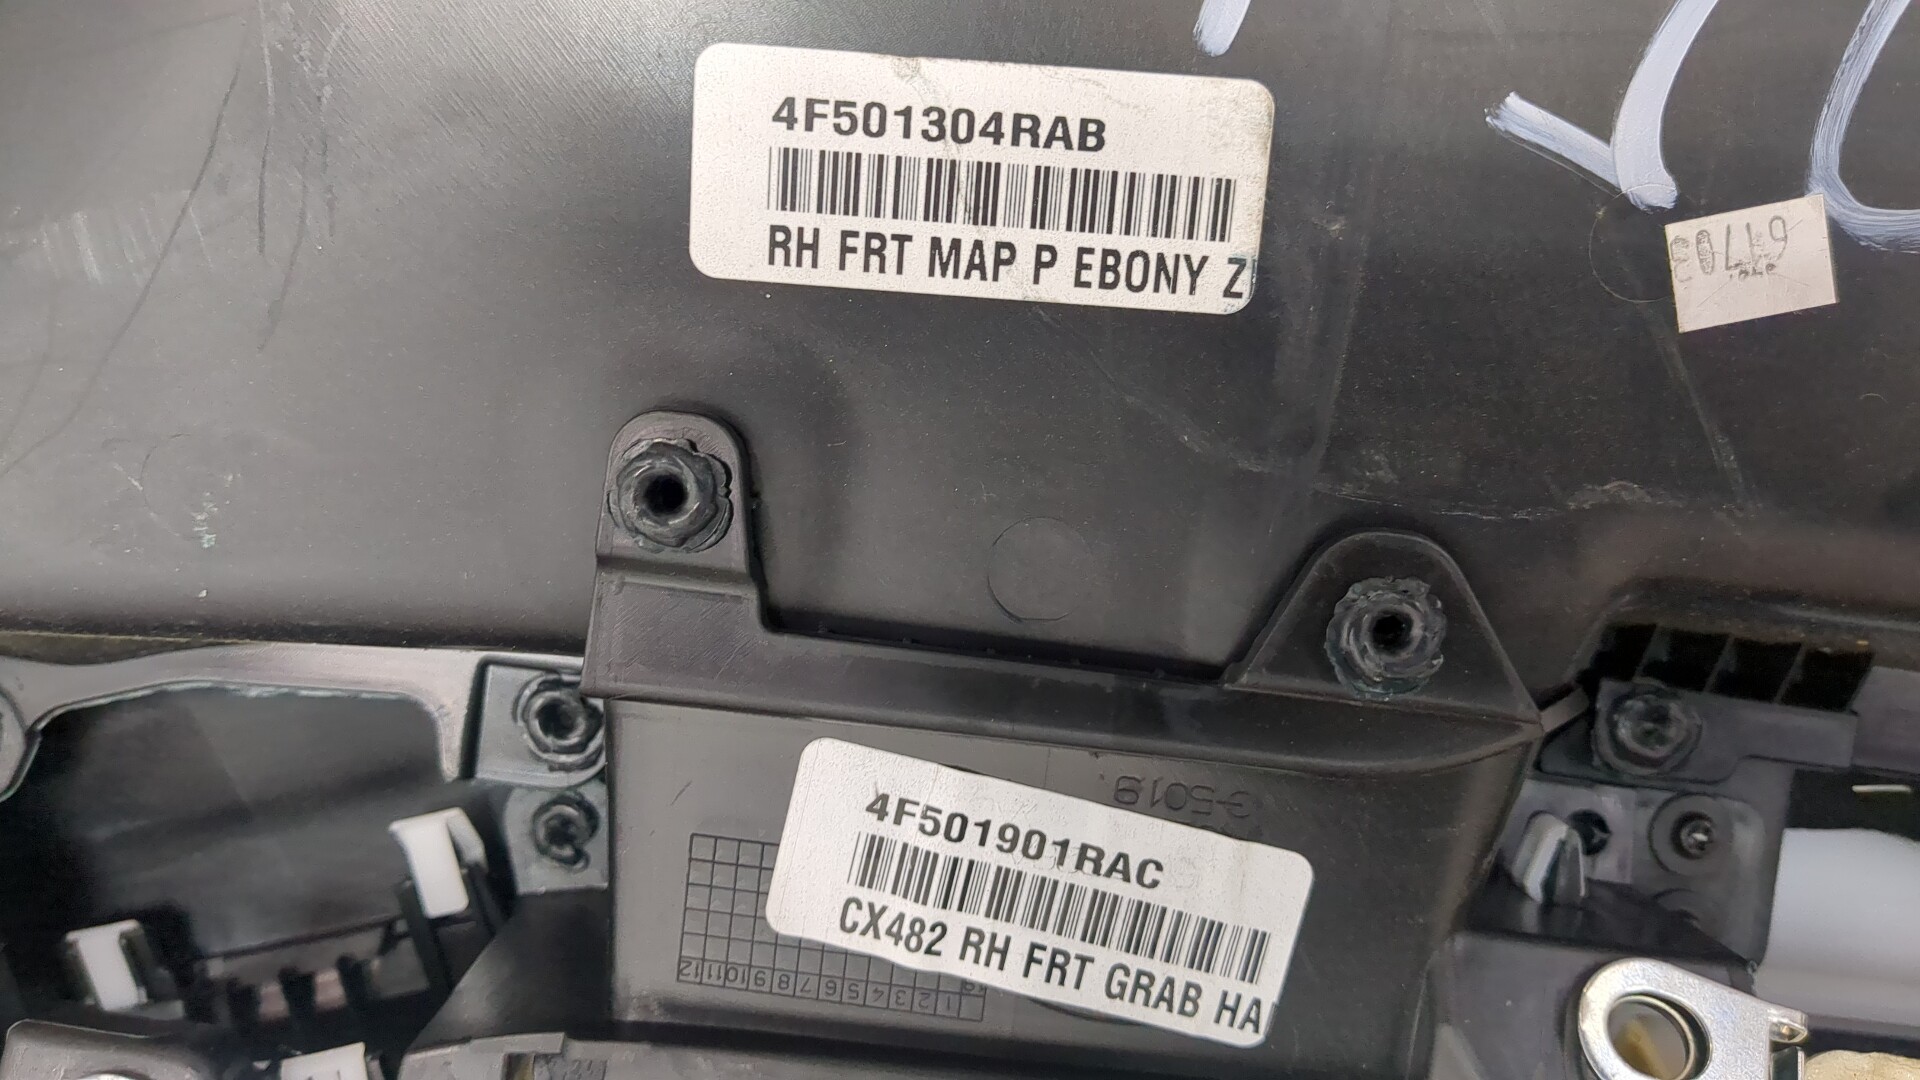 4F501304RAB
RH FRT MAP P EBONY Z
3-5019
4F501901RAC
CX482 RH FRT GRAB HA
1 2 3 4 5 6 7 8 9 10 11 12